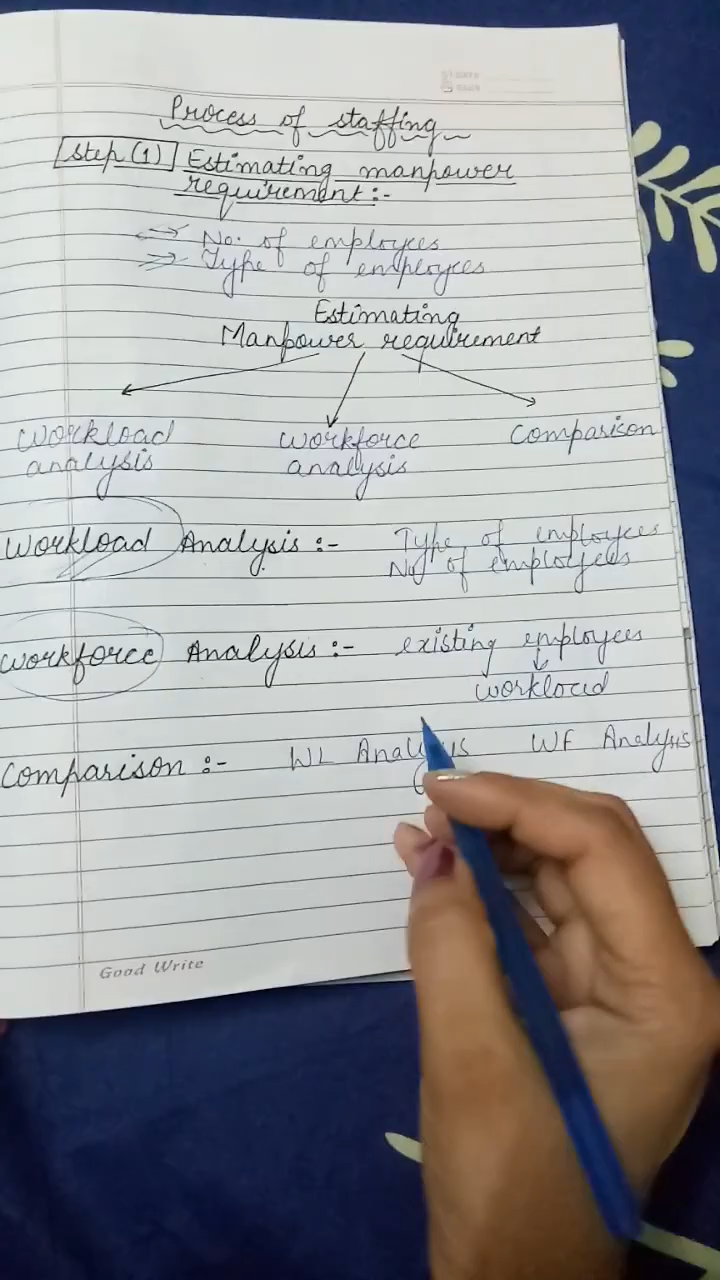 Process of staffing
Step (1) Estimating manpower
requirement:-
No. of employees
Type of employees
Estimating
Manpower requirement
Workload
analysis
Workforce
analysis
Comparison
Workload Analysis :- Type of employees
No of employees
Workforce Analysis :- existing employees
workload
Comparison :- WL Analysis WF Analysis
Good Write